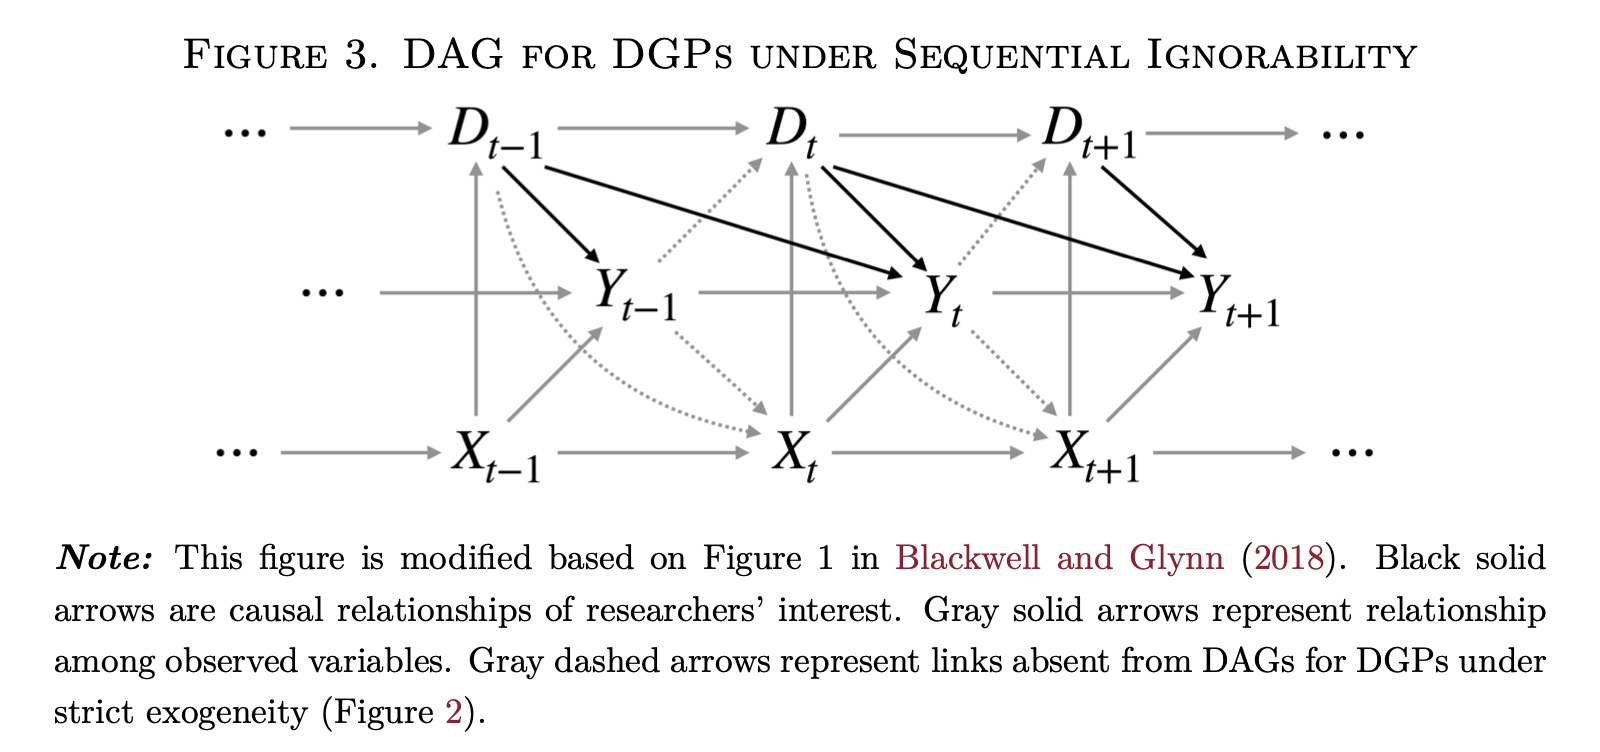 FIGURE 3. DAG FOR DGPS UNDER SEQUENTIAL IGNORABILITY
... D_{t−1} D_t D_{t+1} ...
... Y_{t−1} Y_t Y_{t+1}
... X_{t−1} X_t X_{t+1} ...
Note: This figure is modified based on Figure 1 in Blackwell and Glynn (2018). Black solid
arrows are causal relationships of researchers’ interest. Gray solid arrows represent relationship
among observed variables. Gray dashed arrows represent links absent from DAGs for DGPs under
strict exogeneity (Figure 2).